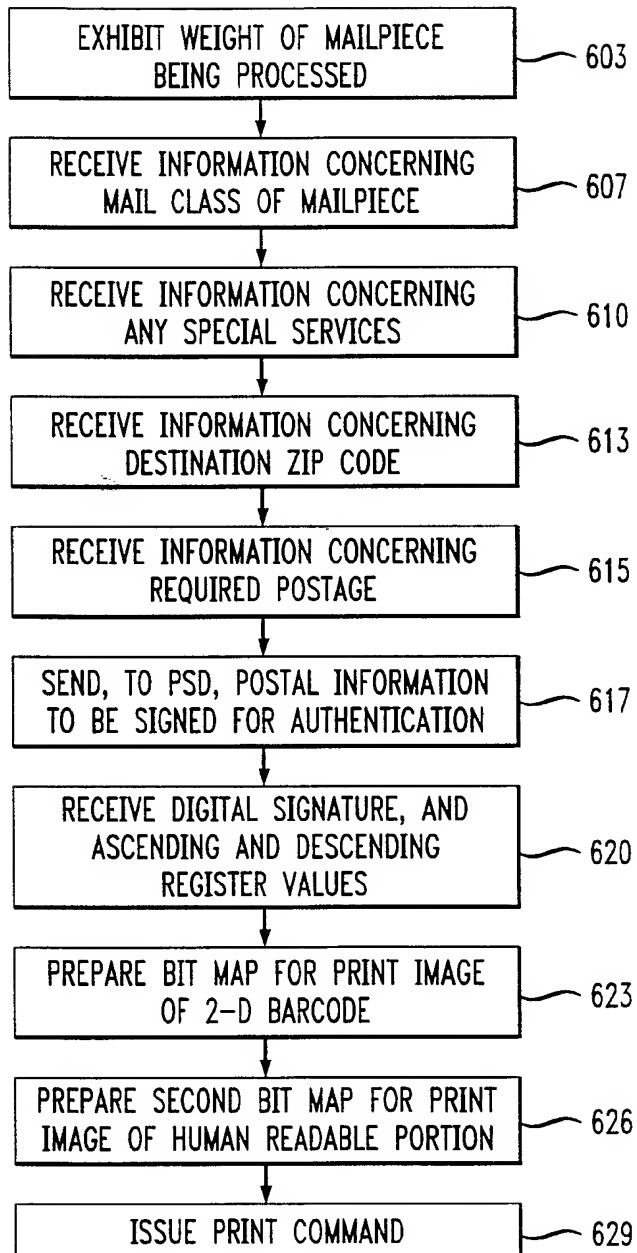 EXHIBIT WEIGHT OF MAILPIECE
BEING PROCESSED
603
RECEIVE INFORMATION CONCERNING
MAIL CLASS OF MAILPIECE
607
RECEIVE INFORMATION CONCERNING
ANY SPECIAL SERVICES
610
RECEIVE INFORMATION CONCERNING
DESTINATION ZIP CODE
613
RECEIVE INFORMATION CONCERNING
REQUIRED POSTAGE
615
SEND, TO PSD, POSTAL INFORMATION
TO BE SIGNED FOR AUTHENTICATION
617
RECEIVE DIGITAL SIGNATURE, AND
ASCENDING AND DESCENDING
REGISTER VALUES
620
PREPARE BIT MAP FOR PRINT IMAGE
OF 2-D BARCODE
623
PREPARE SECOND BIT MAP FOR PRINT
IMAGE OF HUMAN READABLE PORTION
626
ISSUE PRINT COMMAND
629